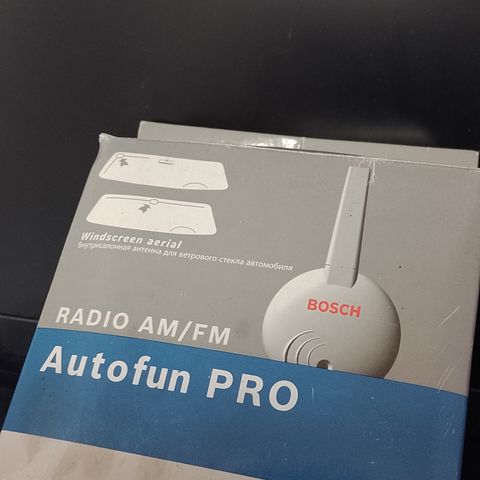 Windscreen aerial
Внутрисалонная антенна для ветрового стекла автомобиля
BOSCH
RADIO AM/FM
Autofun PRO